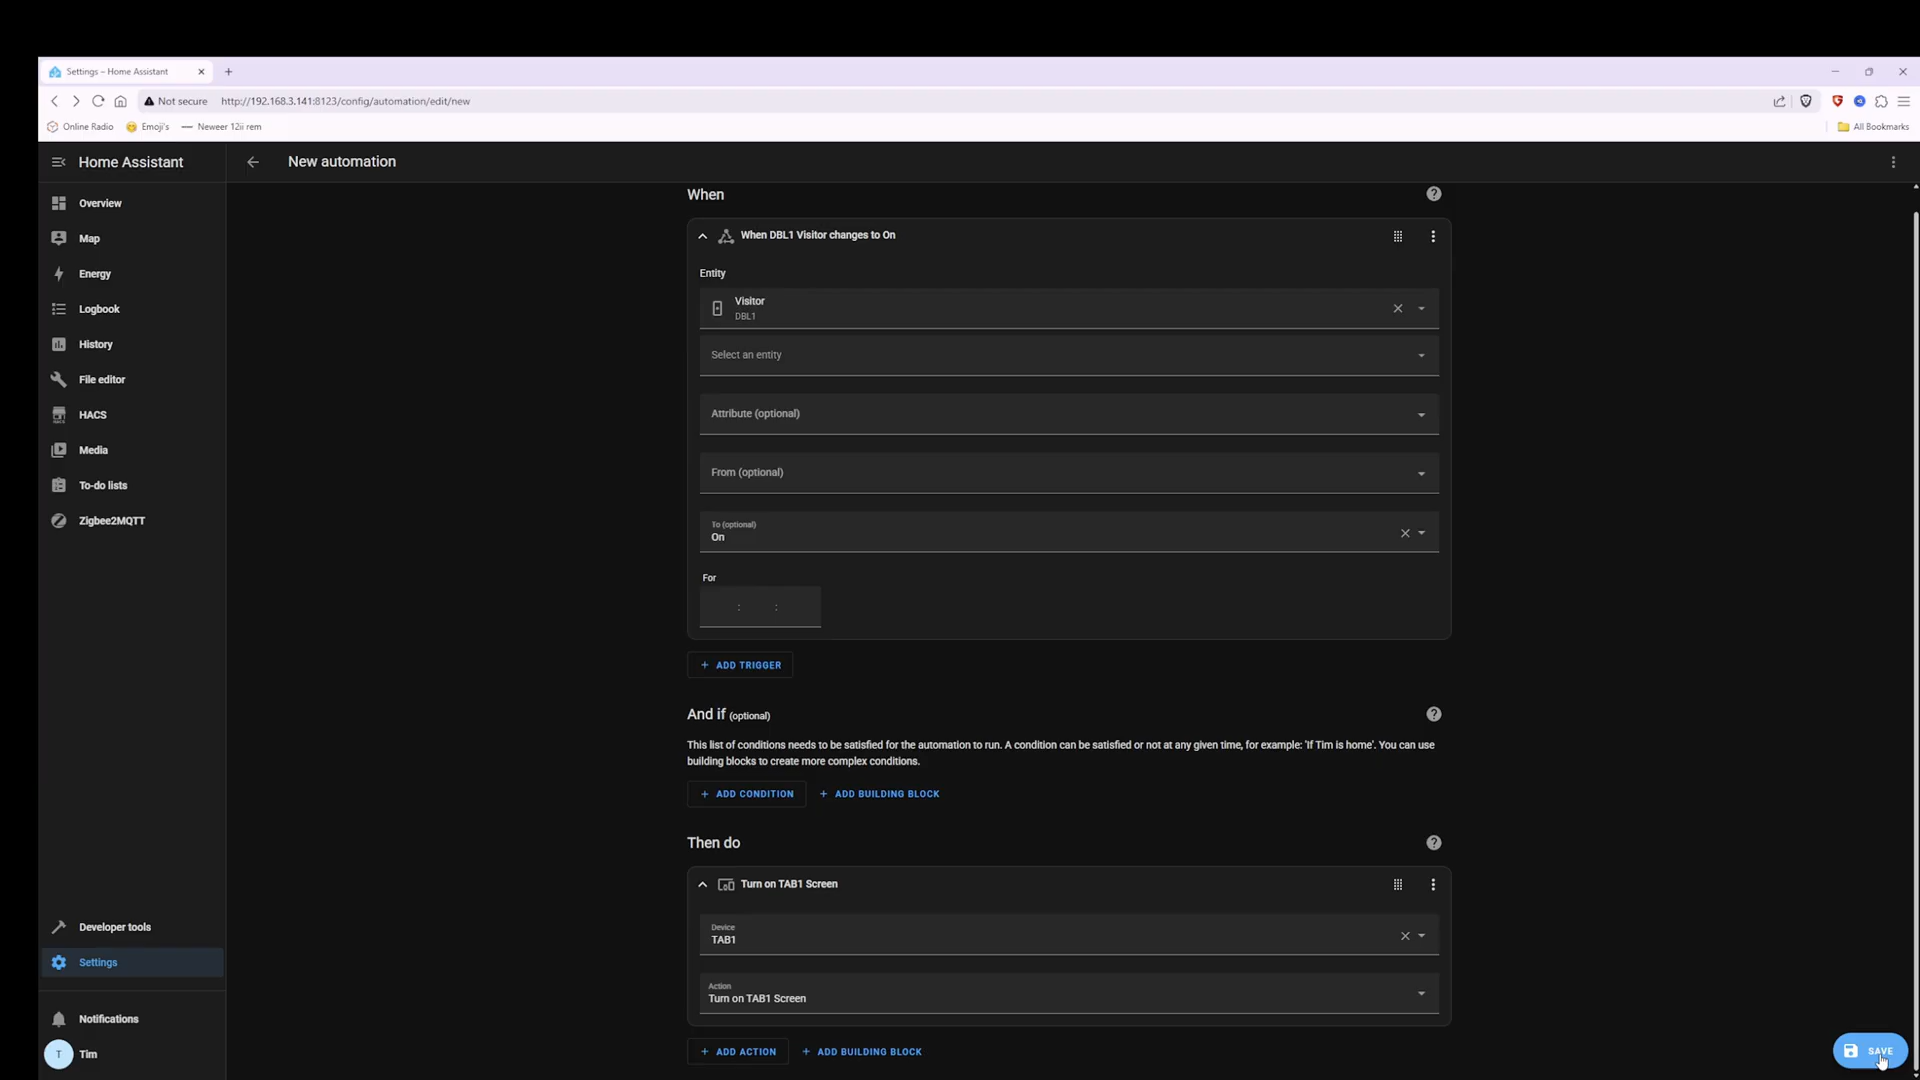 Settings – Home Assistant
Not secure
http://192.168.3.141:8123/config/automation/edit/new
Online Radio
Emoji's
Neweer 12ii rem
All Bookmarks
Home Assistant
New automation
Overview
Map
Energy
Logbook
History
File editor
HACS
HACS
Media
To-do lists
Zigbee2MQTT
Developer tools
Settings
Notifications
T
Tim
When
When DBL1 Visitor changes to On
Entity
Visitor
DBL1
Select an entity
Attribute (optional)
From (optional)
To (optional)
On
For
: :
+ ADD TRIGGER
And if (optional)
This list of conditions needs to be satisfied for the automation to run. A condition can be satisfied or not at any given time, for example: 'If Tim is home'. You can use
building blocks to create more complex conditions.
+ ADD CONDITION
+ ADD BUILDING BLOCK
Then do
Turn on TAB1 Screen
Device
TAB1
Action
Turn on TAB1 Screen
+ ADD ACTION
+ ADD BUILDING BLOCK
SAVE